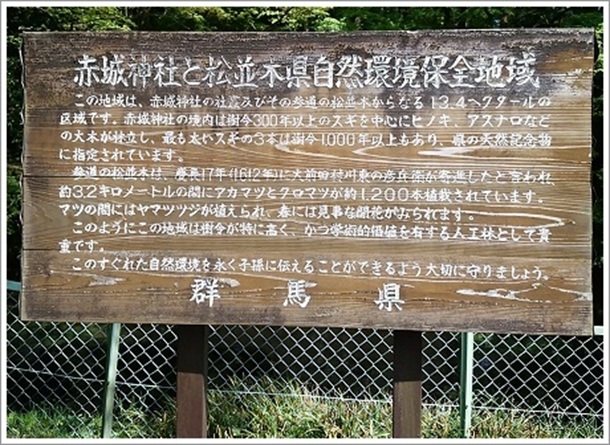 赤城神社と松並木県自然環境保全地域
この地域は、赤城神社の社叢及びその参道の松並木からなる13.4ヘクタールの
区域です。赤城神社の境内は樹令300年以上のスギを中心にヒノキ、アスナロなど
の大木が林立し、最も太いスギの3本は樹令1,000年以上もあり、県の天然記念物
に指定されています。
参道の松並木は、慶長17年(1612年)に大前田村川東の彦兵衛が寄進したと言われ、
約3.2キロメートルの間にアカマツとクロマツが約1,200本植栽されています。
マツの間にはヤマツツジが植えられ、春には見事な開花がみられます。
このようにこの地域は樹令が特に高く、かつ学術的価値を有する人工林として貴
重です。
このすぐれた自然環境を永く子孫に伝えることができるよう大切に守りましょう。
群馬県